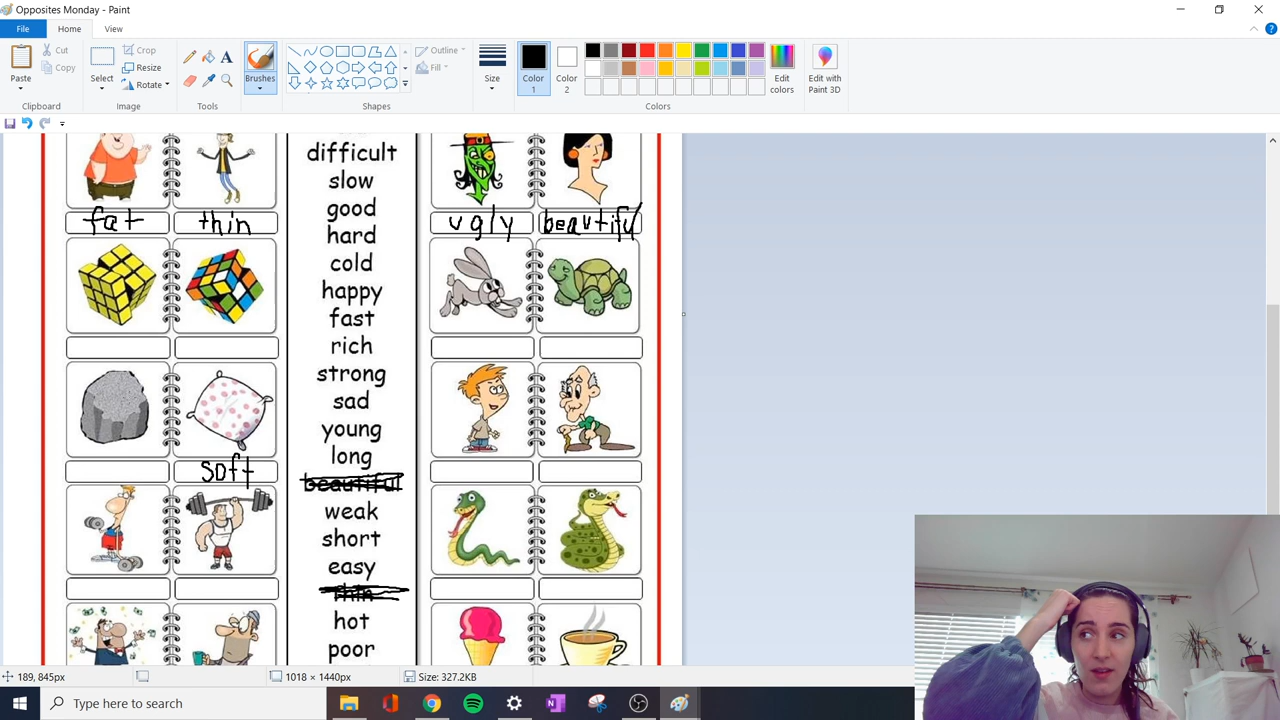 Opposites Monday - Paint
File Home View
Paste
Cut
Copy
Clipboard
Select
Crop
Resize
Rotate
Image
Tools
Brushes
Shapes
Outline
Fill
Size
Color 1
Color 2
Colors
Edit colors
Edit with Paint 3D
difficult
slow
good
hard
cold
happy
fast
rich
strong
sad
young
long
beautiful
weak
short
easy
thin
hot
poor
fat thin
ugly beautiful
soft
189, 845px
1018 × 1440px
Size: 327.2KB
Type here to search